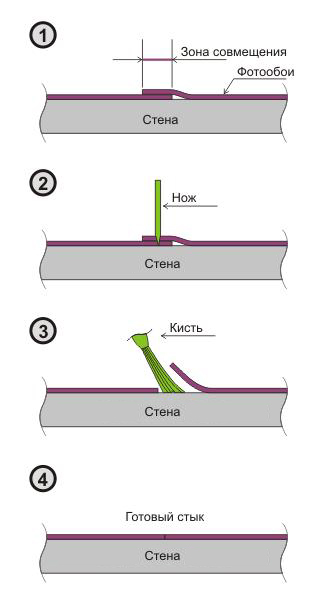 1
Зона совмещения
Фотообои
Стена
2
Нож
Стена
3
Кисть
Стена
4
Готовый стык
Стена